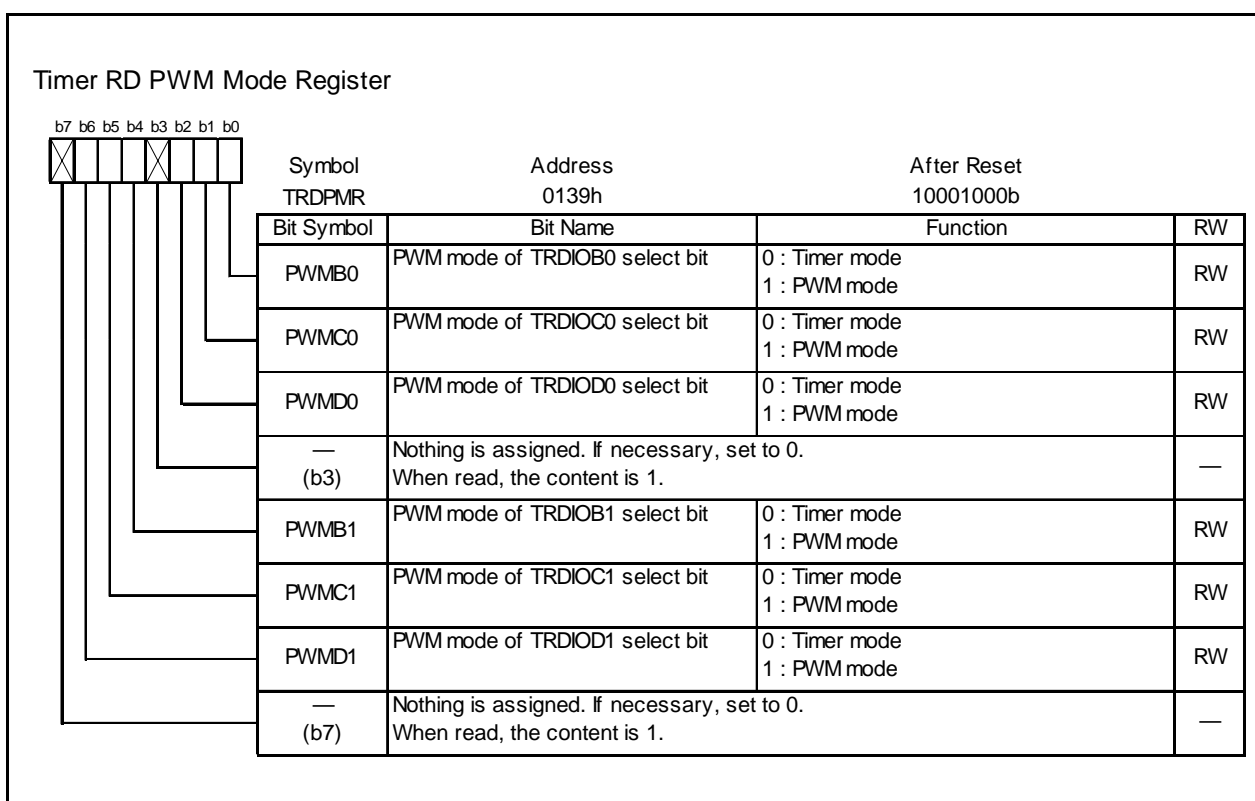 Timer RD PWM Mode Register
b7 b6 b5 b4 b3 b2 b1 b0
Symbol Address After Reset
TRDPMR 0139h 10001000b
Bit Symbol Bit Name Function RW
PWMB0 PWM mode of TRDIOB0 select bit 0 : Timer mode RW
1 : PWM mode
PWMC0 PWM mode of TRDIOC0 select bit 0 : Timer mode RW
1 : PWM mode
PWMD0 PWM mode of TRDIOD0 select bit 0 : Timer mode RW
1 : PWM mode
— Nothing is assigned. If necessary, set to 0. —
(b3) When read, the content is 1.
PWMB1 PWM mode of TRDIOB1 select bit 0 : Timer mode RW
1 : PWM mode
PWMC1 PWM mode of TRDIOC1 select bit 0 : Timer mode RW
1 : PWM mode
PWMD1 PWM mode of TRDIOD1 select bit 0 : Timer mode RW
1 : PWM mode
— Nothing is assigned. If necessary, set to 0. —
(b7) When read, the content is 1.